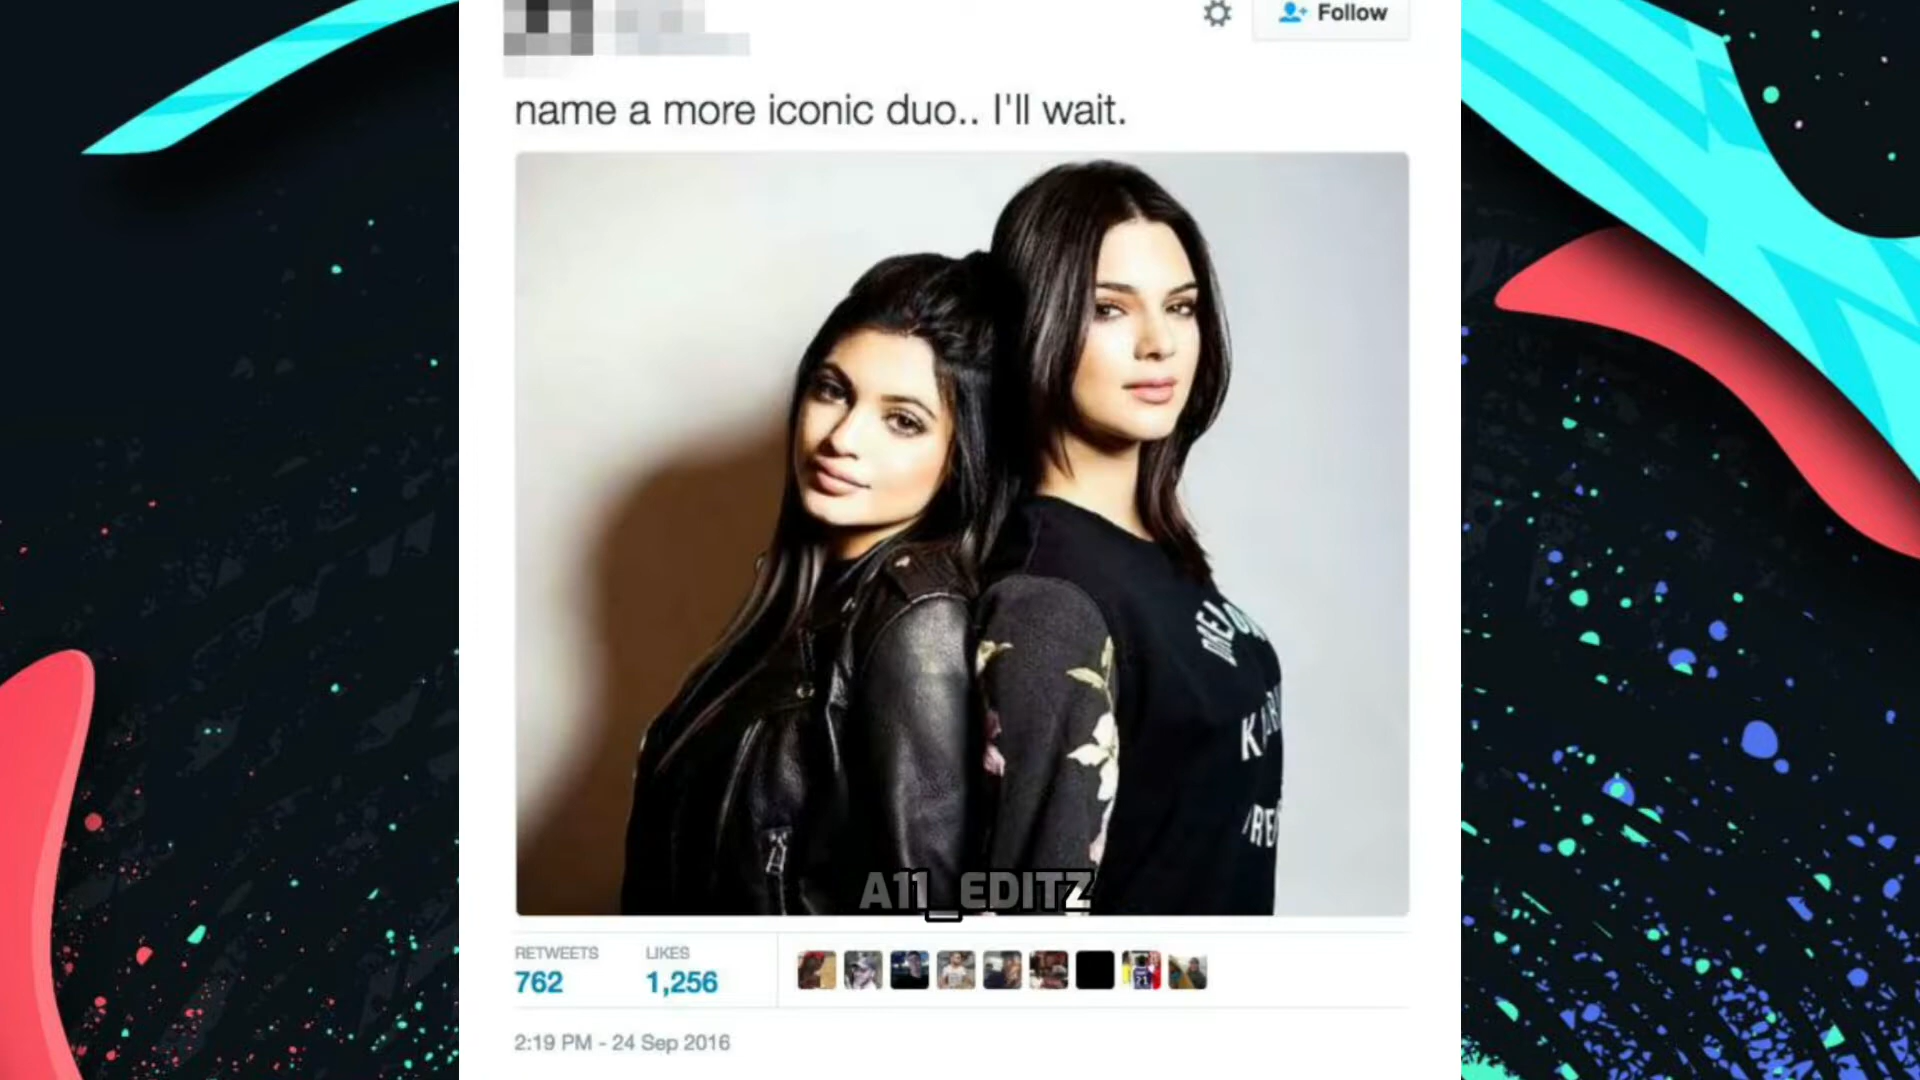 Follow
name a more iconic duo.. I'll wait.
A11_EDITZ
RETWEETS LIKES
762 1,256
21
2:19 PM - 24 Sep 2016